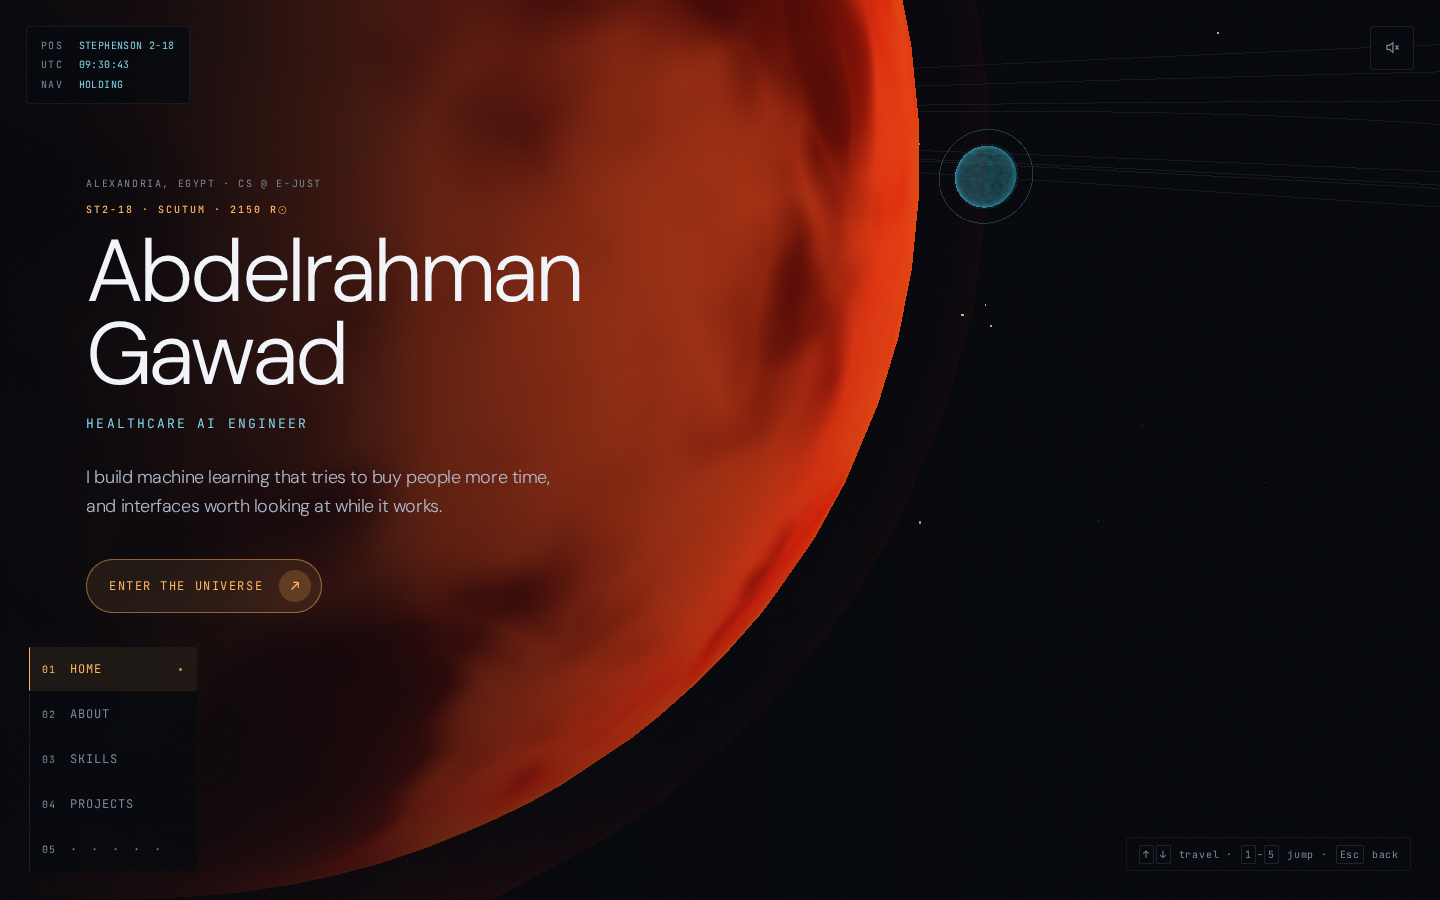 POS STEPHENSON 2-18
UTC 09:30:43
NAV HOLDING
ALEXANDRIA, EGYPT · CS @ E-JUST
ST2-18 · SCUTUM · 2150 R☉
Abdelrahman
Gawad
HEALTHCARE AI ENGINEER
I build machine learning that tries to buy people more time,
and interfaces worth looking at while it works.
ENTER THE UNIVERSE ↗
01 HOME
02 ABOUT
03 SKILLS
04 PROJECTS
05 · · · · ·
↑ ↓ travel · 1 - 5 jump · Esc back